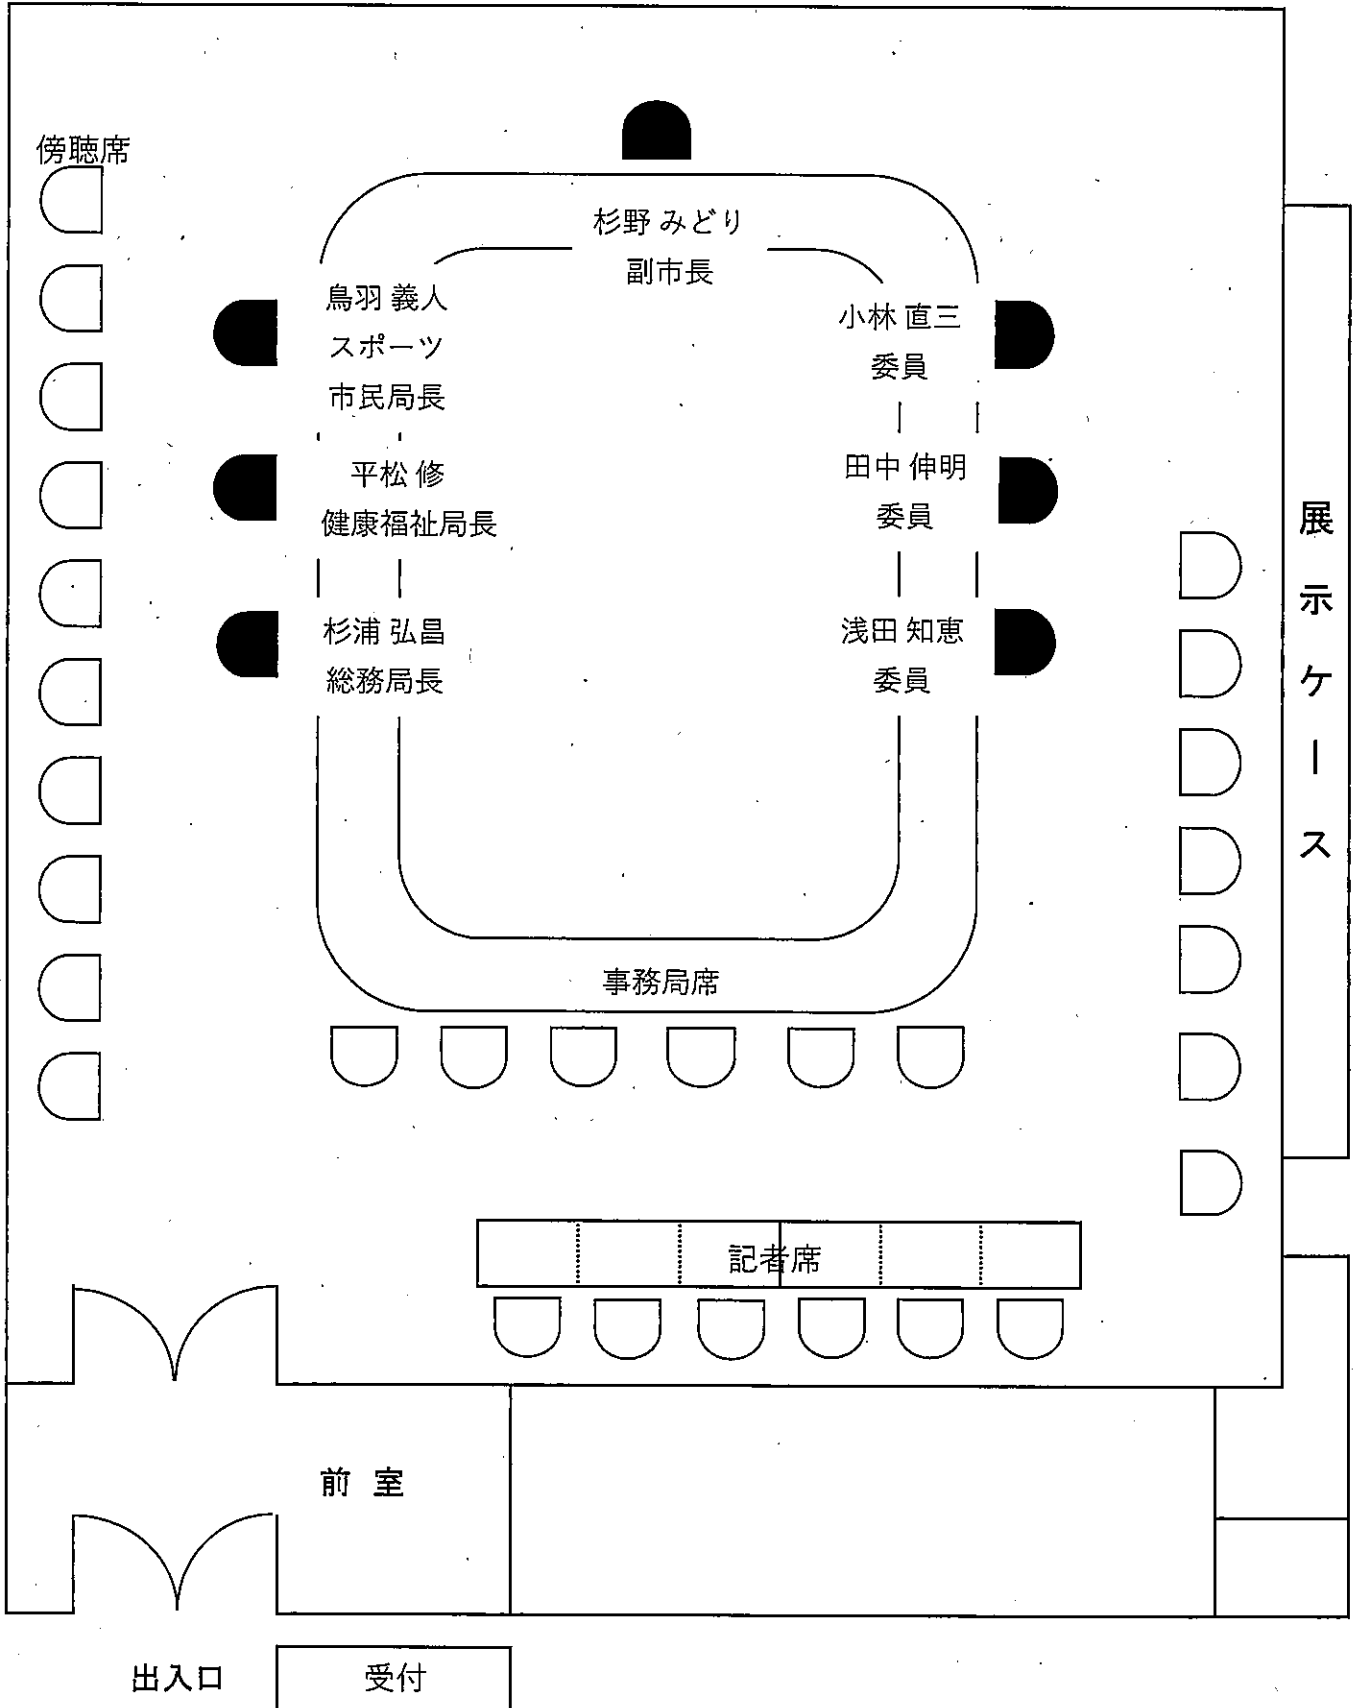 傍聴席
杉野 みどり
副市長
鳥羽 義人
スポーツ
市民局長
小林 直三
委員
平松 修
健康福祉局長
田中 伸明
委員
杉浦 弘昌
総務局長
浅田 知恵
委員
展示ケース
事務局席
記者席
前 室
出入口
受付